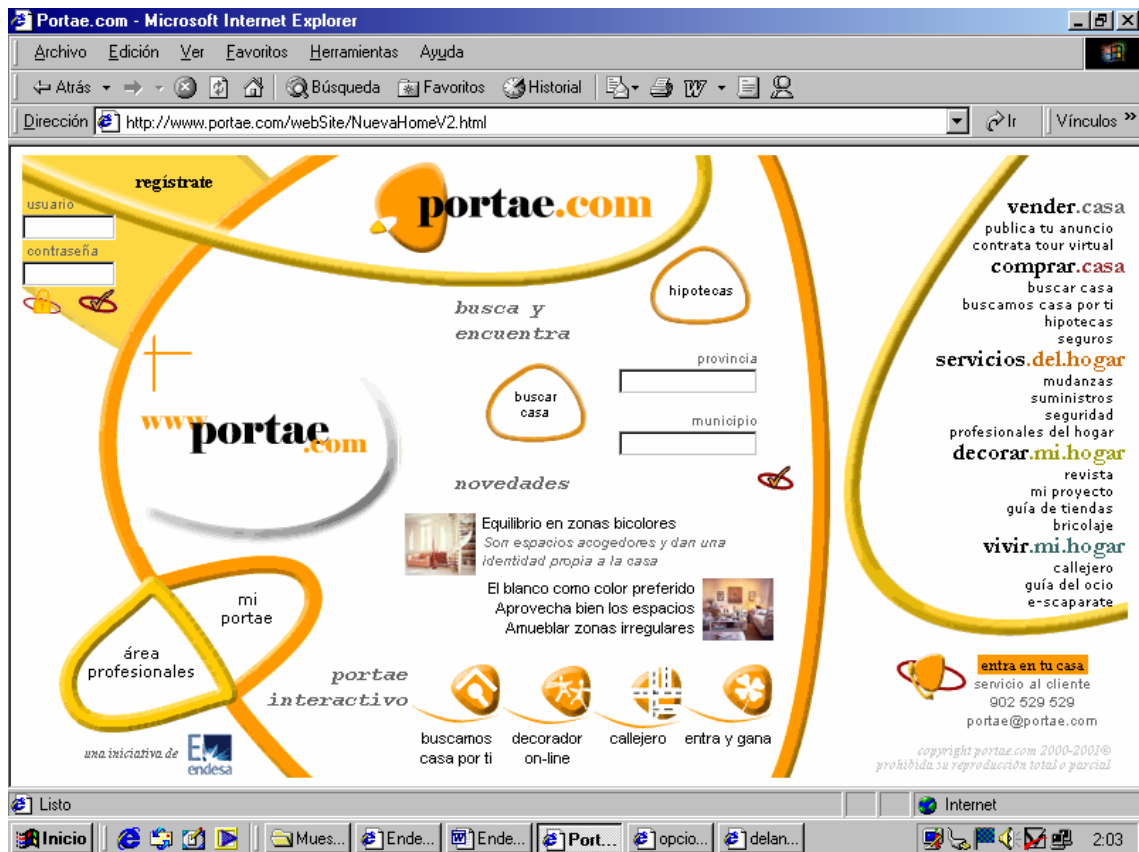 Portae.com - Microsoft Internet Explorer
Archivo Edición Ver Favoritos Herramientas Ayuda
Atrás Búsqueda Favoritos Historial
Dirección http://www.portae.com/webSite/NuevaHomeV2.html Ir Vínculos »
regístrate
usuario
contraseña
portae.com
hipotecas
busca y
encuentra
provincia
buscar
casa
municipio
www.portae.com
novedades
Equilibrio en zonas bicolores
Son espacios acogedores y dan una
identidad propia a la casa
El blanco como color preferido
Aprovecha bien los espacios
Amueblar zonas irregulares
mi
portae
área
profesionales
portae
interactivo
buscamos
casa por ti
decorador
on-line
callejero
entra y gana
una iniciativa de
endesa
vender.casa
publica tu anuncio
contrata tour virtual
comprar.casa
buscar casa
buscamos casa por ti
hipotecas
seguros
servicios.del.hogar
mudanzas
suministros
seguridad
profesionales del hogar
decorar.mi.hogar
revista
mi proyecto
guía de tiendas
bricolaje
vivir.mi.hogar
callejero
guía del ocio
e-scaparate
entra en tu casa
servicio al cliente
902 529 529
portae@portae.com
copyright portae.com 2000-2001®
prohibida su reproducción total o parcial
Listo Internet
Inicio Mues... Ende... Ende... Port... opcio... delan... 2:03